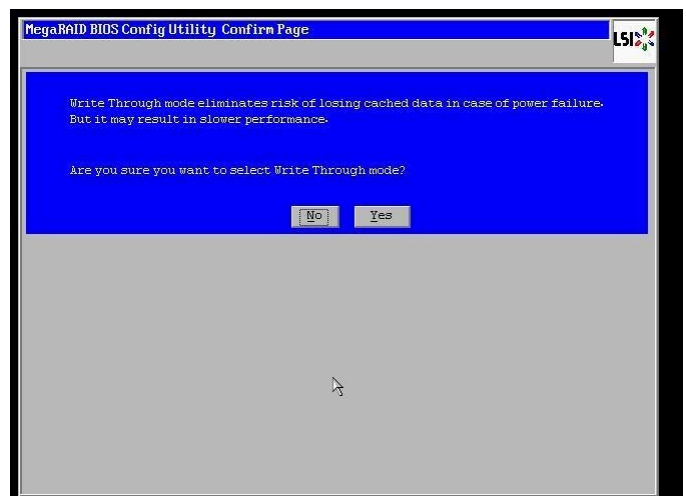 MegaRAID BIOS Config Utility Confirm Page
LSI
Write Through mode eliminates risk of losing cached data in case of power failure.
But it may result in slower performance.
Are you sure you want to select Write Through mode?
No
Yes